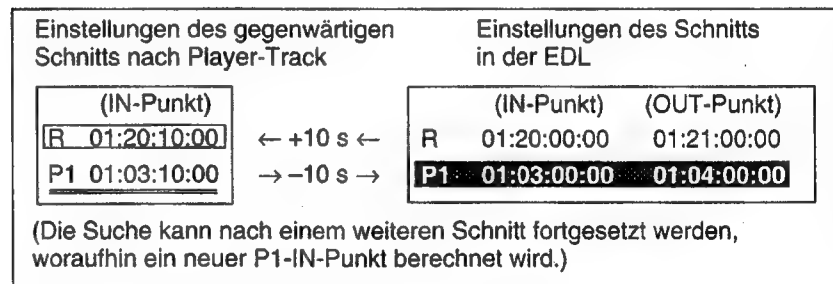 Einstellungen des gegenwärtigen Einstellungen des Schnitts
Schnitts nach Player-Track in der EDL
(IN-Punkt) (IN-Punkt) (OUT-Punkt)
R 01:20:10:00 ← +10 s ← R 01:20:00:00 01:21:00:00
P1 01:03:10:00 → −10 s → P1 01:03:00:00 01:04:00:00
(Die Suche kann nach einem weiteren Schnitt fortgesetzt werden,
woraufhin ein neuer P1-IN-Punkt berechnet wird.)